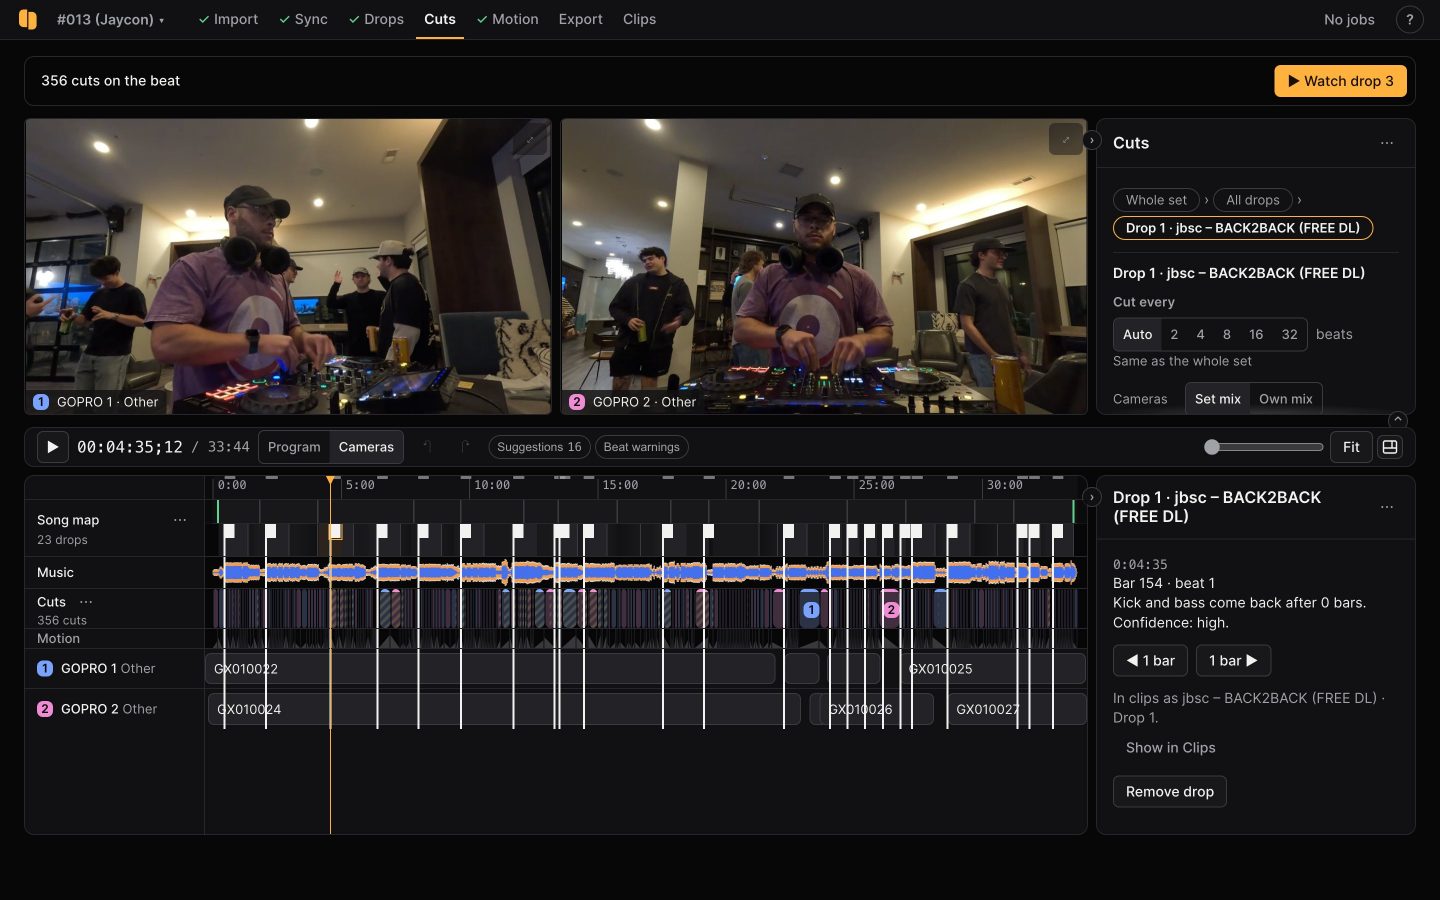 #013 (Jaycon) ▾
✓ Import
✓ Sync
✓ Drops
Cuts
✓ Motion
Export
Clips
No jobs
?
356 cuts on the beat
▶ Watch drop 3
1 GOPRO 1 · Other
2 GOPRO 2 · Other
Cuts
···
Whole set › All drops ›
Drop 1 · jbsc – BACK2BACK (FREE DL)
Drop 1 · jbsc – BACK2BACK (FREE DL)
Cut every
Auto 2 4 8 16 32 beats
Same as the whole set
Cameras Set mix Own mix
00:04:35;12 / 33:44
Program Cameras
Suggestions 16
Beat warnings
Fit
0:00 5:00 10:00 15:00 20:00 25:00 30:00
Song map ···
23 drops
Music
Cuts ···
356 cuts
1 2
Motion
1 GOPRO 1 Other
GX010022 GX010025
2 GOPRO 2 Other
GX010024 GX010026 GX010027
Drop 1 · jbsc – BACK2BACK
(FREE DL)
···
0:04:35
Bar 154 · beat 1
Kick and bass come back after 0 bars.
Confidence: high.
◀ 1 bar 1 bar ▶
In clips as jbsc – BACK2BACK (FREE DL) ·
Drop 1.
Show in Clips
Remove drop